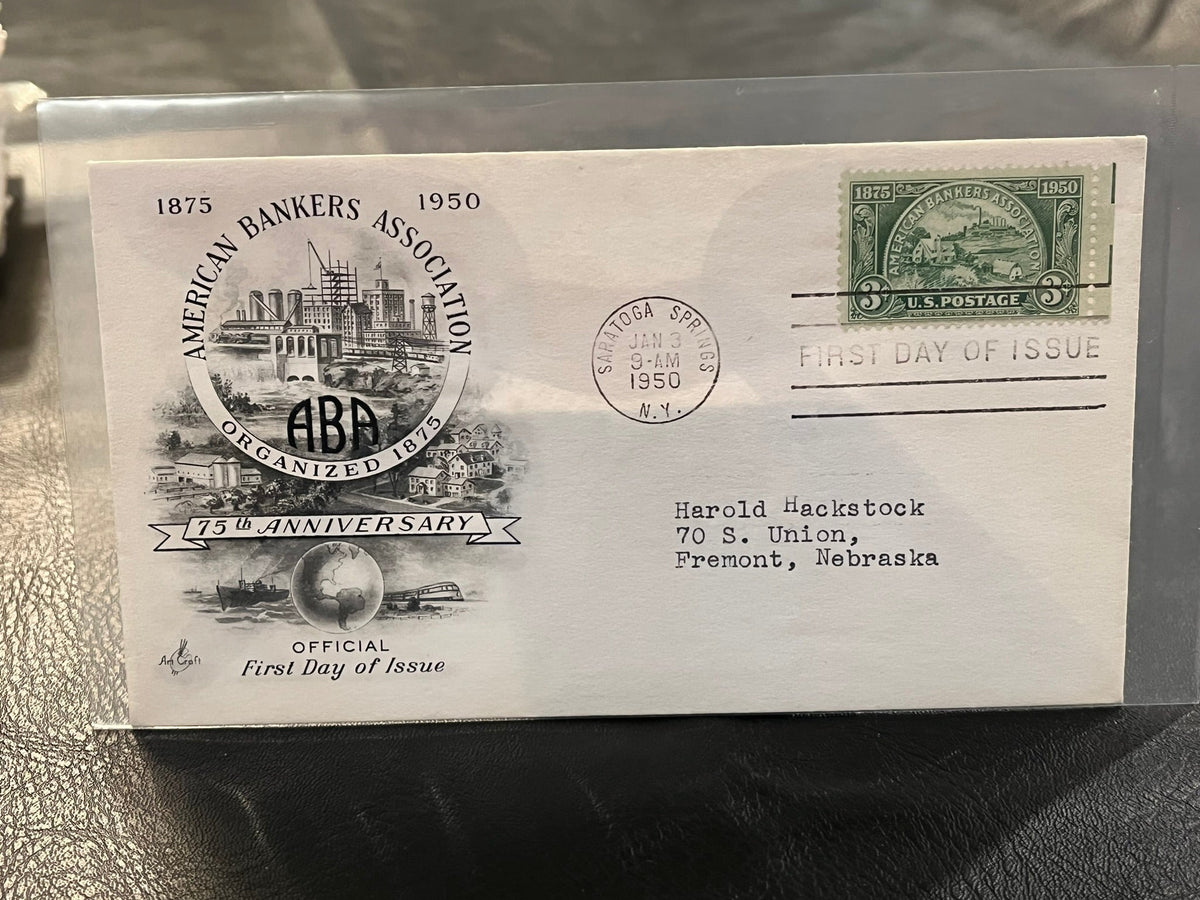 1875 1950
AMERICAN BANKERS ASSOCIATION
ABA
ORGANIZED 1875
75th ANNIVERSARY
OFFICIAL
First Day of Issue
Art Craft
SARATOGA SPRINGS
JAN 3
9-AM
1950
N.Y.
1875 1950
AMERICAN BANKERS ASSOCIATION
3¢ U.S. POSTAGE 3¢
FIRST DAY OF ISSUE
Harold Hackstock
70 S. Union,
Fremont, Nebraska